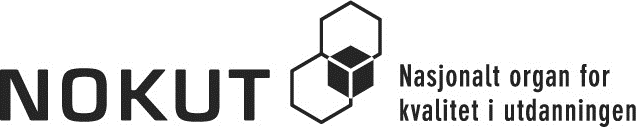 NOKUT
Nasjonalt organ for
kvalitet i utdanningen